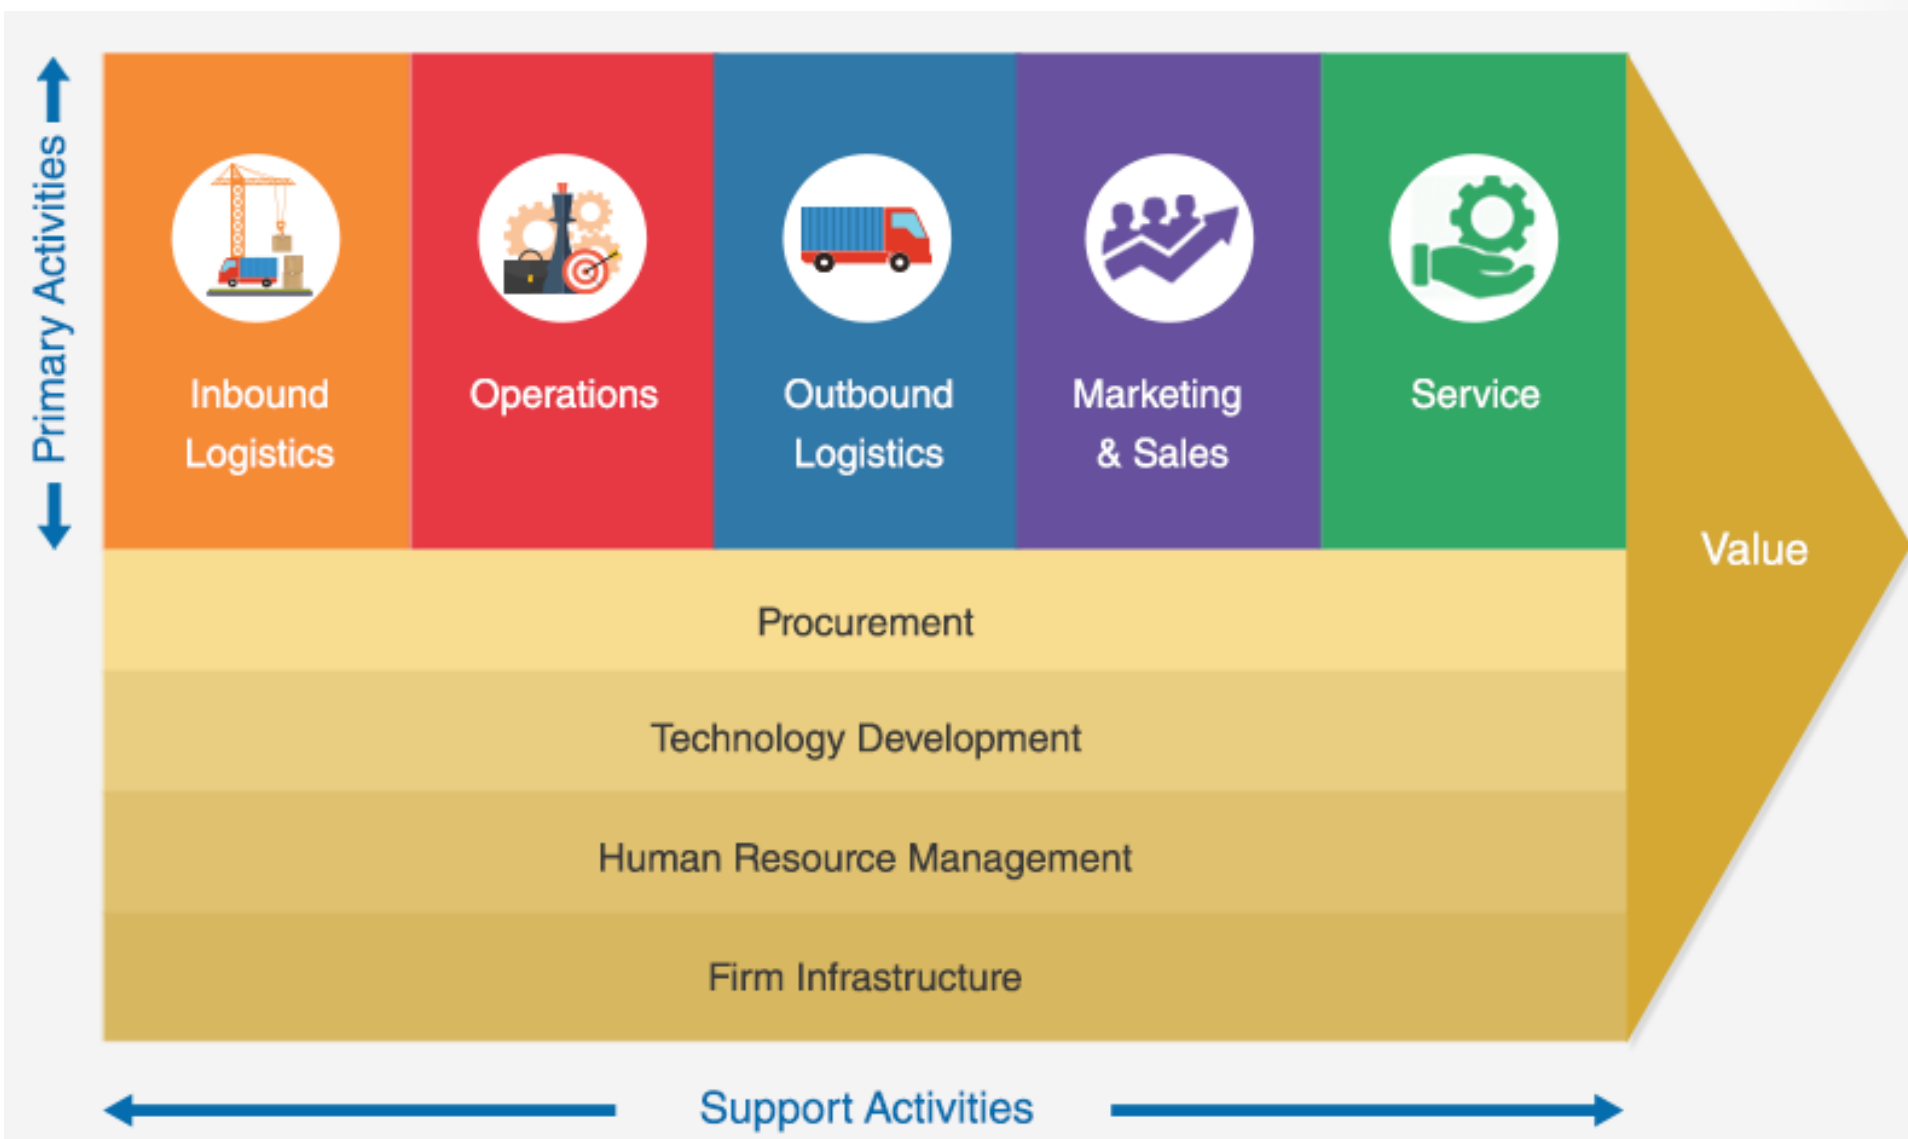 Primary Activities
Inbound
Logistics
Operations
Outbound
Logistics
Marketing
& Sales
Service
Value
Procurement
Technology Development
Human Resource Management
Firm Infrastructure
Support Activities